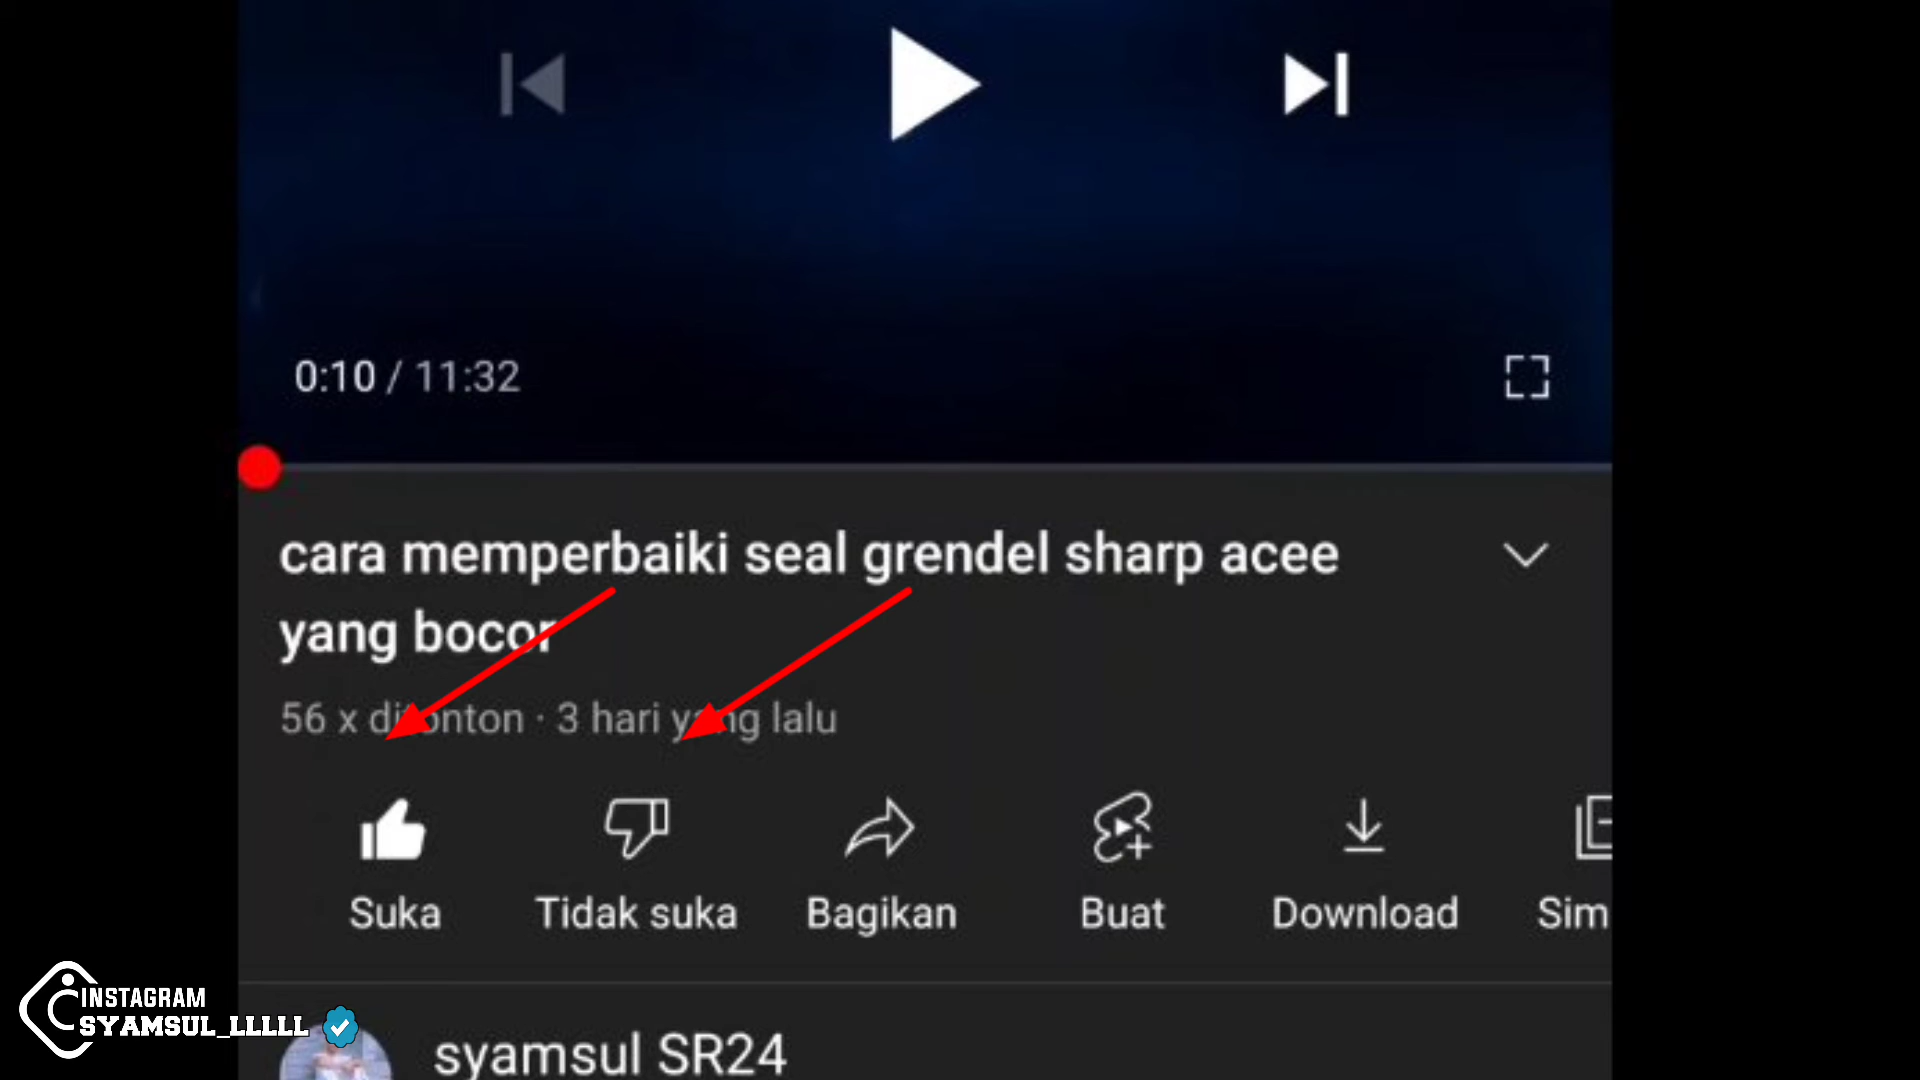 0:10 / 11:32
cara memperbaiki seal grendel sharp acee
yang bocor
56 x ditonton · 3 hari yang lalu
Suka Tidak suka Bagikan Buat Download Sim
INSTAGRAM
SYAMSUL_LLLLL
syamsul SR24